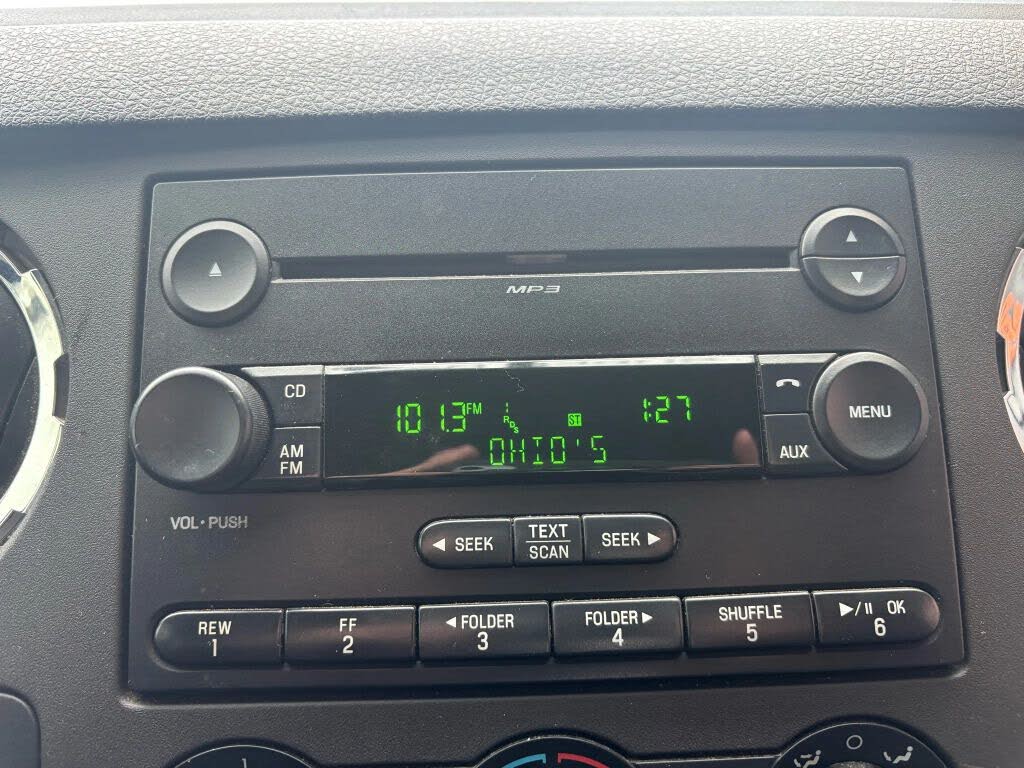 MP3
CD
AM
FM
101.3 FM 1 RDS ST 1:27
OHIO'S
MENU
AUX
VOL • PUSH
◀ SEEK
TEXT
SCAN
SEEK ▶
REW
1
FF
2
◀ FOLDER
3
FOLDER ▶
4
SHUFFLE
5
▶/II OK
6